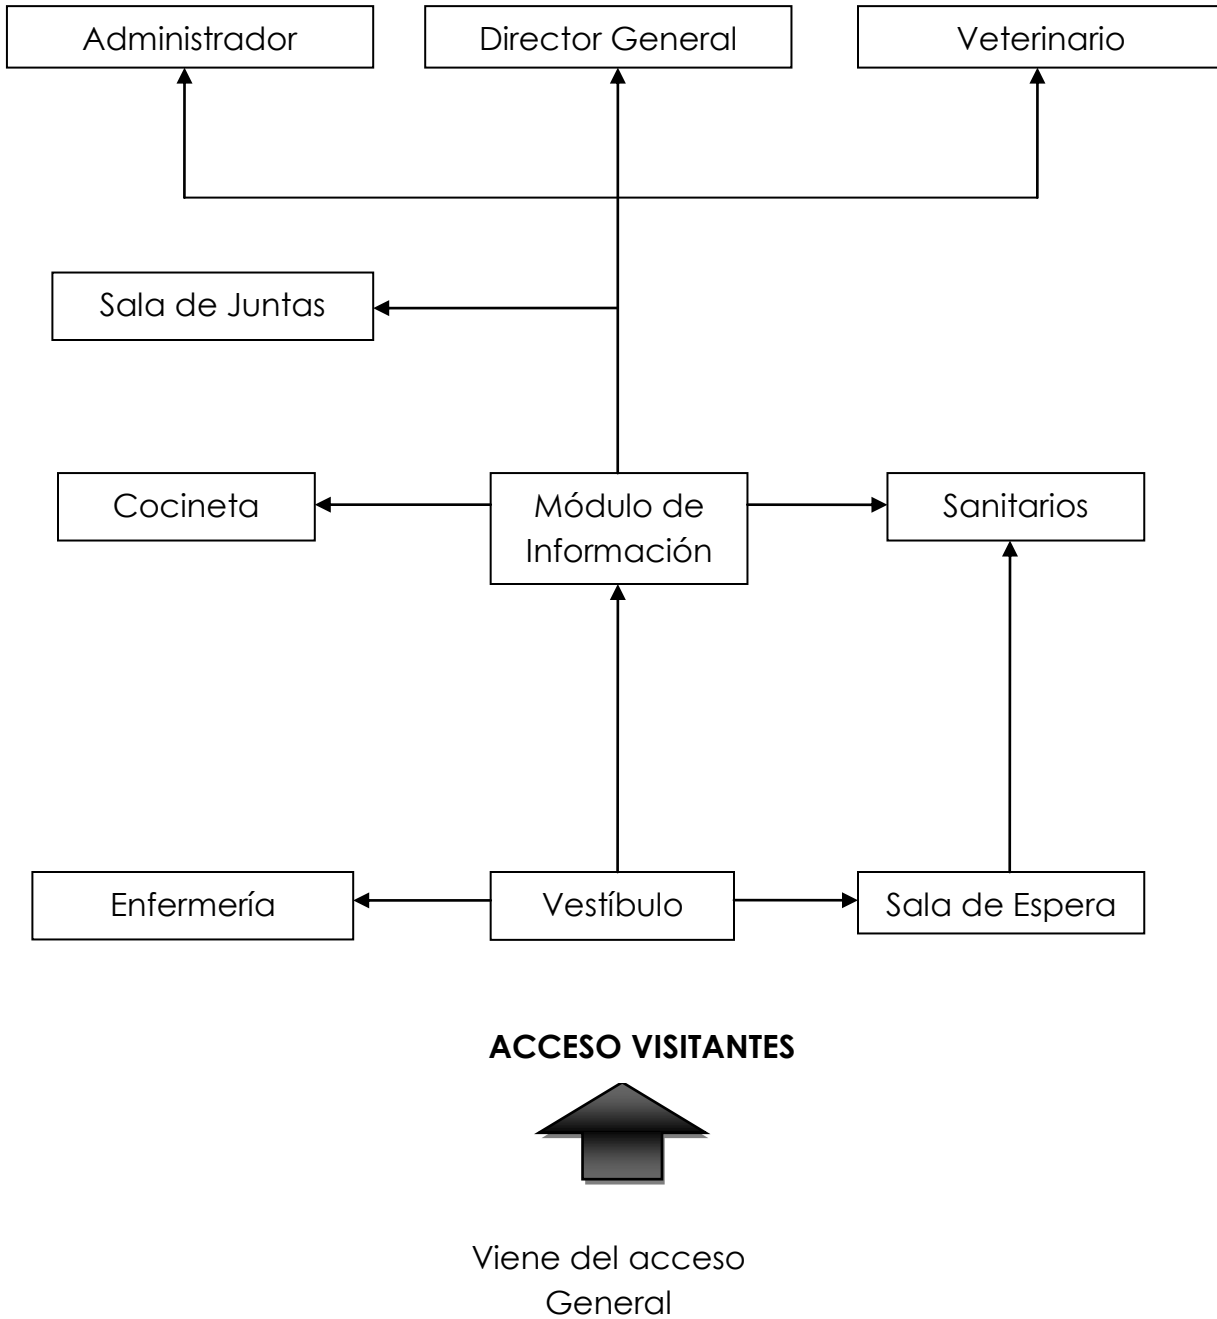 Administrador
Director General
Veterinario
Sala de Juntas
Cocineta
Módulo de
Información
Sanitarios
Enfermería
Vestíbulo
Sala de Espera
ACCESO VISITANTES
Viene del acceso
General